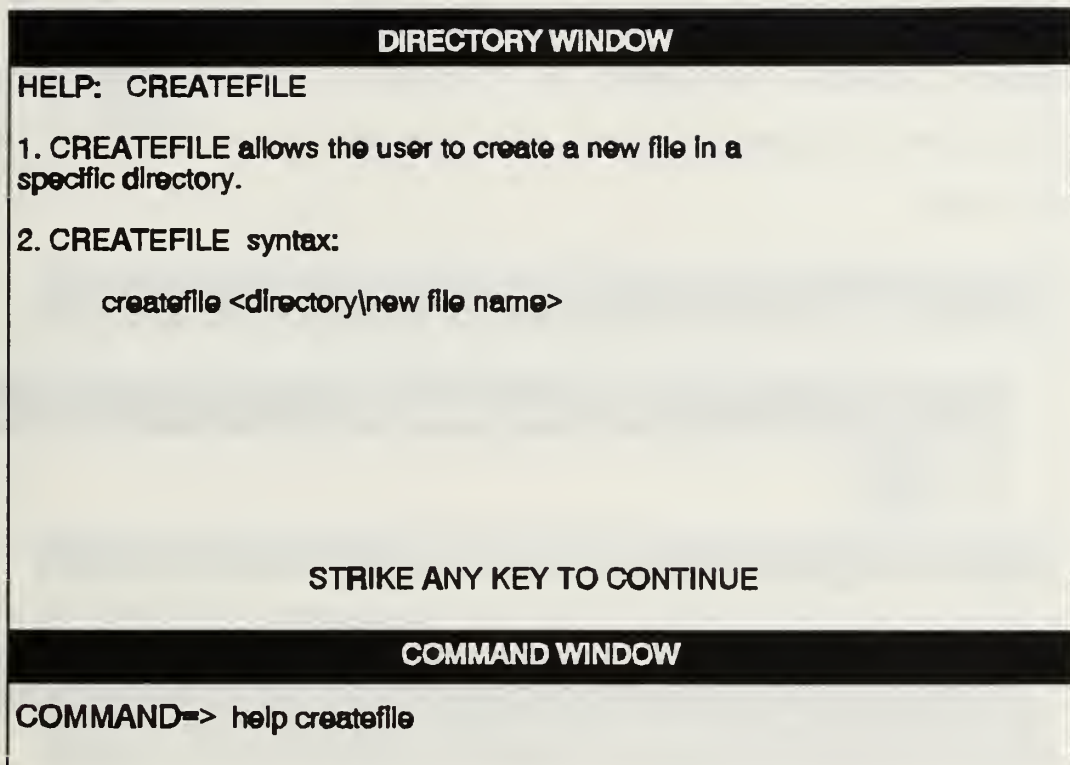 DIRECTORY WINDOW
HELP: CREATEFILE
1. CREATEFILE allows the user to create a new file in a
specific directory.
2. CREATEFILE syntax:
createfile <directory\new file name>
STRIKE ANY KEY TO CONTINUE
COMMAND WINDOW
COMMAND=> help createfile